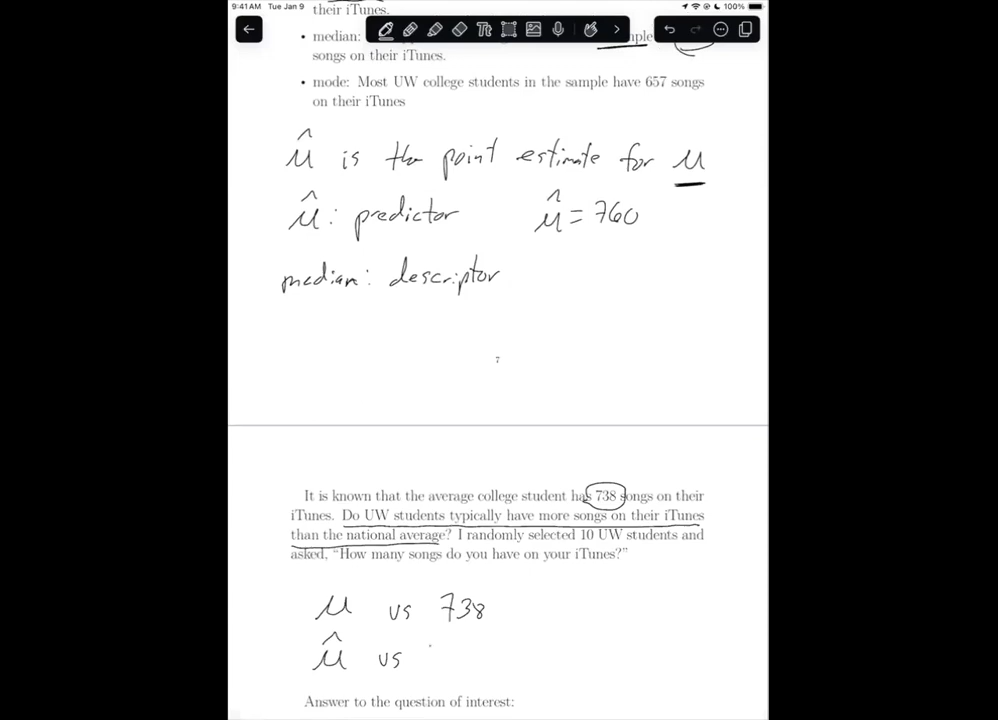 9:41 AM Tue Jan 9 100%
their iTunes.
• median: mple
songs on their iTunes.
• mode: Most UW college students in the sample have 657 songs
on their iTunes
μ̂ is the point estimate for μ
μ̂: predictor μ̂ = 760
median: descriptor
7
It is known that the average college student has 738 songs on their
iTunes. Do UW students typically have more songs on their iTunes
than the national average? I randomly selected 10 UW students and
asked, “How many songs do you have on your iTunes?”
μ vs 738
μ̂ vs
Answer to the question of interest: